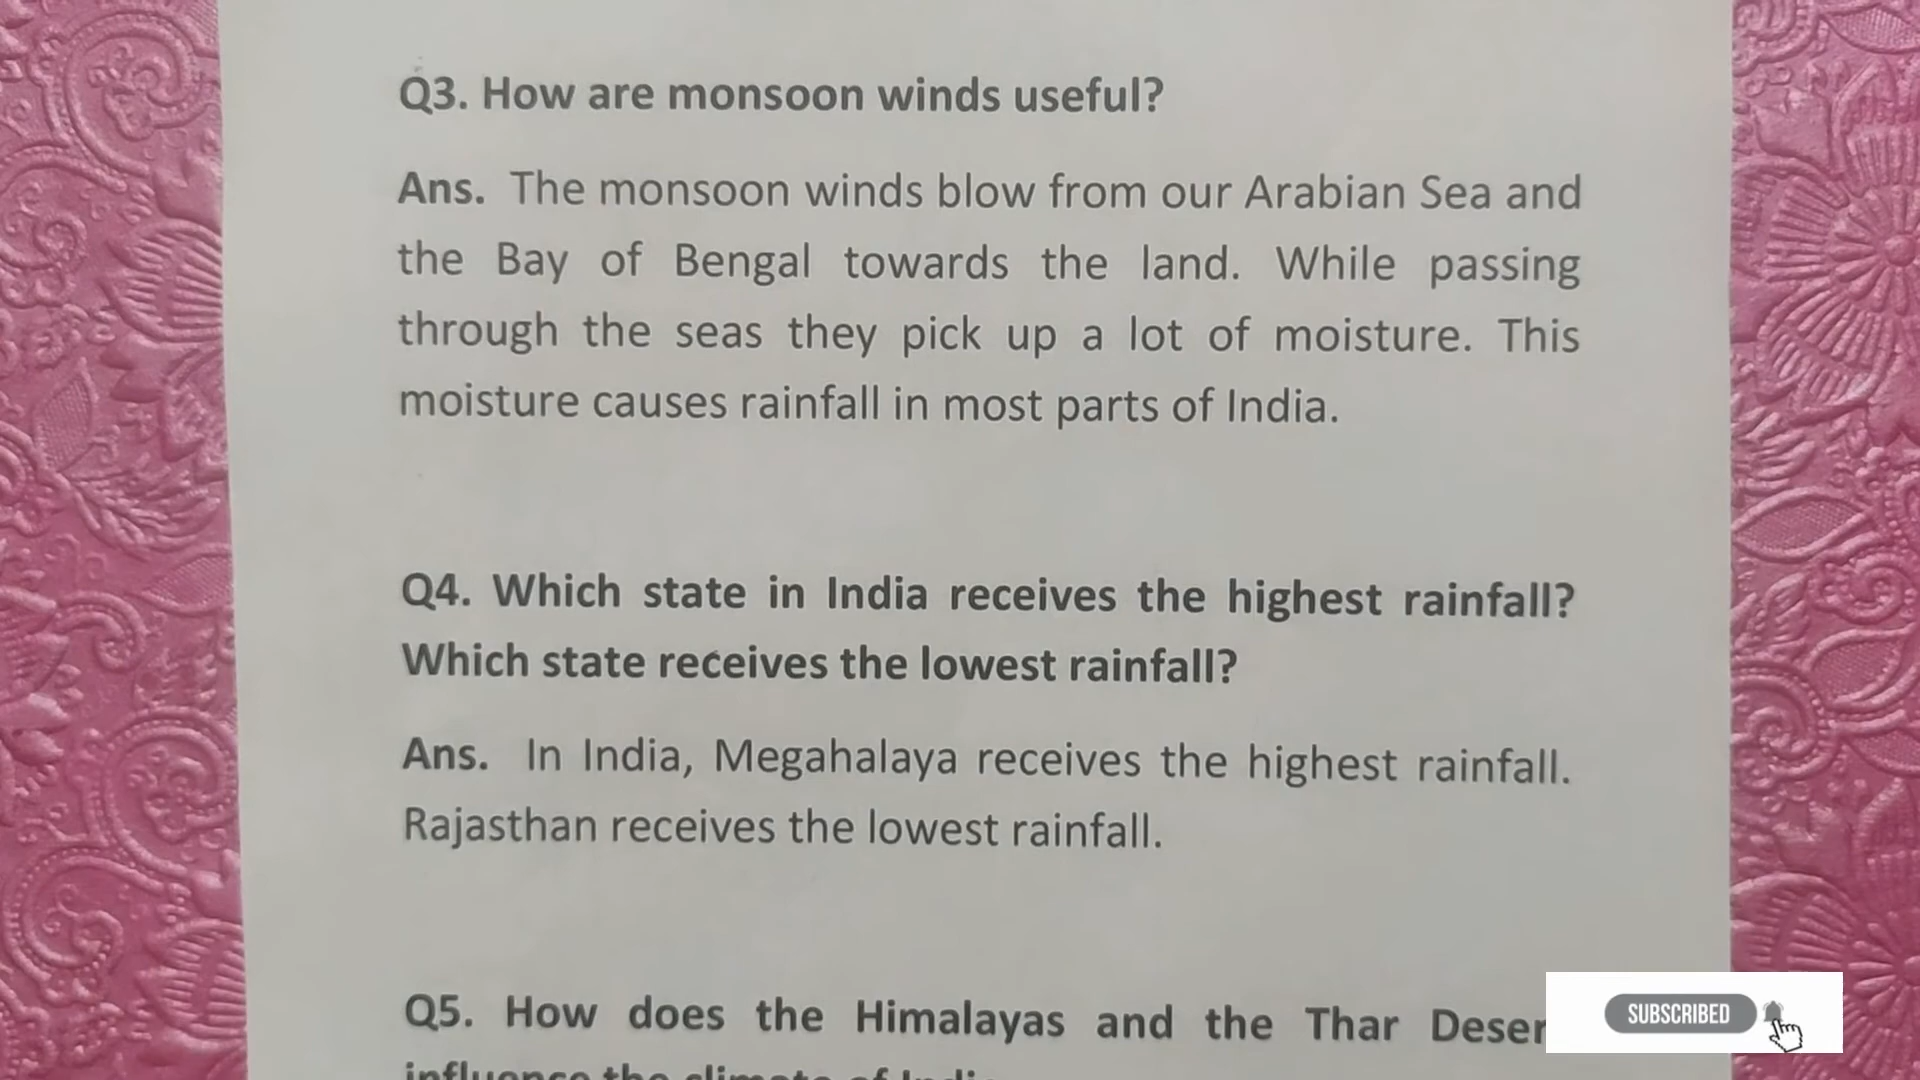 Q3. How are monsoon winds useful?
Ans. The monsoon winds blow from our Arabian Sea and
the Bay of Bengal towards the land. While passing
through the seas they pick up a lot of moisture. This
moisture causes rainfall in most parts of India.
Q4. Which state in India receives the highest rainfall?
Which state receives the lowest rainfall?
Ans. In India, Megahalaya receives the highest rainfall.
Rajasthan receives the lowest rainfall.
Q5. How does the Himalayas and the Thar Deser
influence the climate of
SUBSCRIBED